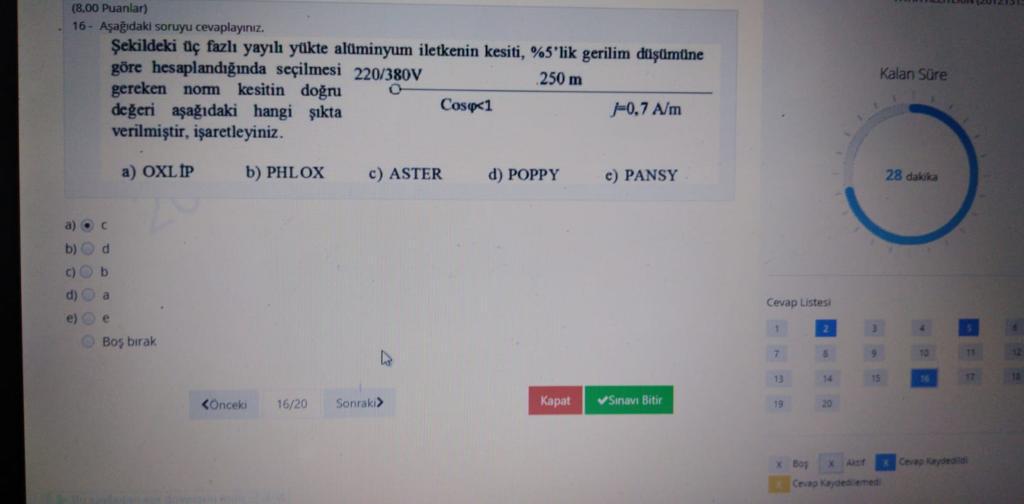 (8,00 Puanlar)
16 - Aşağıdaki soruyu cevaplayınız.
Şekildeki üç fazlı yayılı yükte alüminyum iletkenin kesiti, %5'lik gerilim düşümüne
göre hesaplandığında seçilmesi
gereken norm kesitin doğru
değeri aşağıdaki hangi şıkta
verilmiştir, işaretleyiniz.
220/380V
250 m
Cosφ<1
j=0,7 A/m
a) OXLİP b) PHLOX c) ASTER d) POPPY e) PANSY
a) c
b) d
c) b
d) a
e) e
Boş bırak
Önceki 16/20 Sonraki
Kapat Sınavı Bitir
Kalan Süre
28 dakika
Cevap Listesi
1 2 3 4 5 6
7 8 9 10 11 12
13 14 15 16 17 18
19 20
X Boş X Aktif X Cevap Kaydedildi
X Cevap Kaydedilemedi